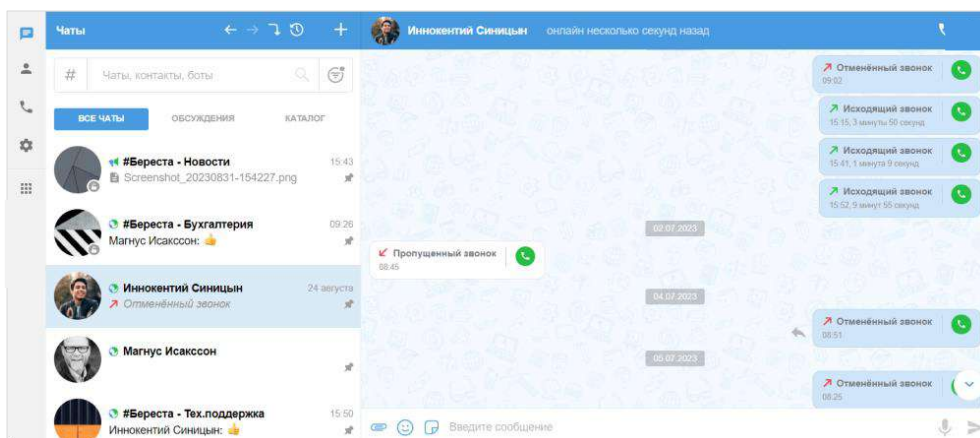 Чаты
Иннокентий Синицын онлайн несколько секунд назад
# Чаты, контакты, боты
ВСЕ ЧАТЫ ОБСУЖДЕНИЯ КАТАЛОГ
#Береста - Новости 15:43
Screenshot_20230831-154227.png
#Береста - Бухгалтерия 09:26
Магнус Исакссон: 👍
Иннокентий Синицын 24 августа
Отменённый звонок
Магнус Исакссон
#Береста - Тех.поддержка 15:50
Иннокентий Синицын: 👍
Отменённый звонок
09:02
Исходящий звонок
15:15, 3 минуты 50 секунд
Исходящий звонок
15:41, 1 минута 9 секунд
Исходящий звонок
15:52, 9 минут 55 секунд
02.07.2023
Пропущенный звонок
08:45
04.07.2023
Отменённый звонок
08:51
05.07.2023
Отменённый звонок
08:25
Введите сообщение